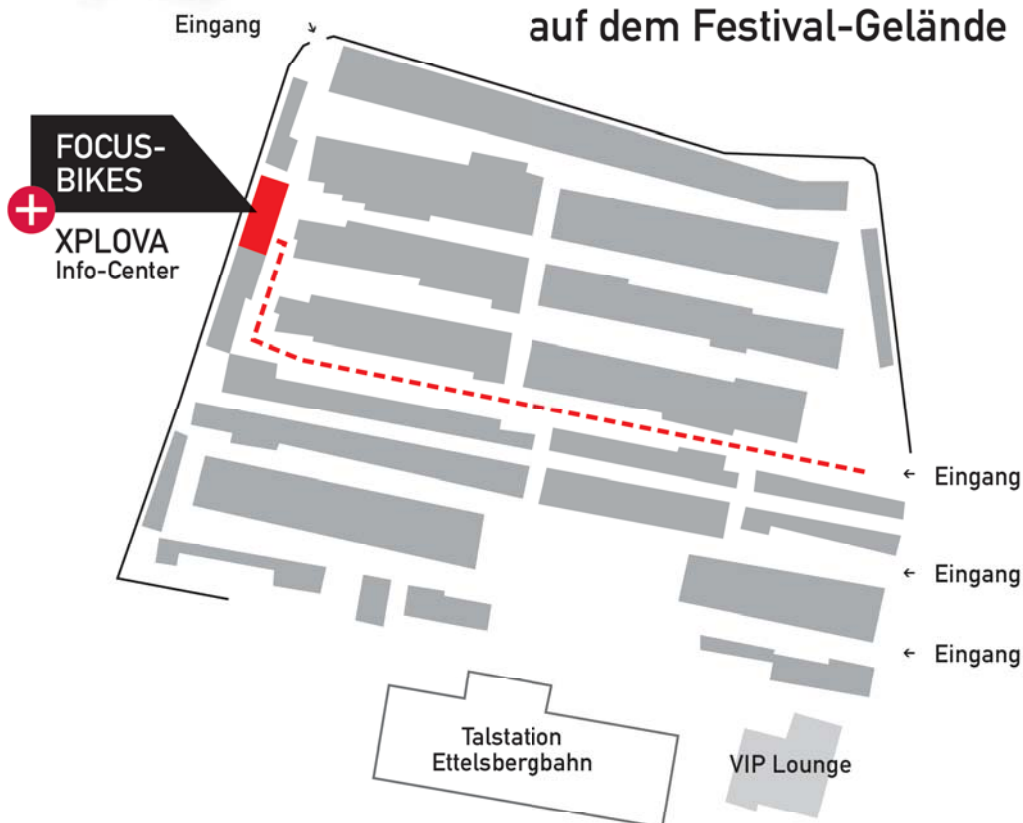 Eingang
auf dem Festival-Gelände
FOCUS-
BIKES
XPLOVA
Info-Center
Eingang
Eingang
Eingang
Talstation
Ettelsbergbahn
VIP Lounge